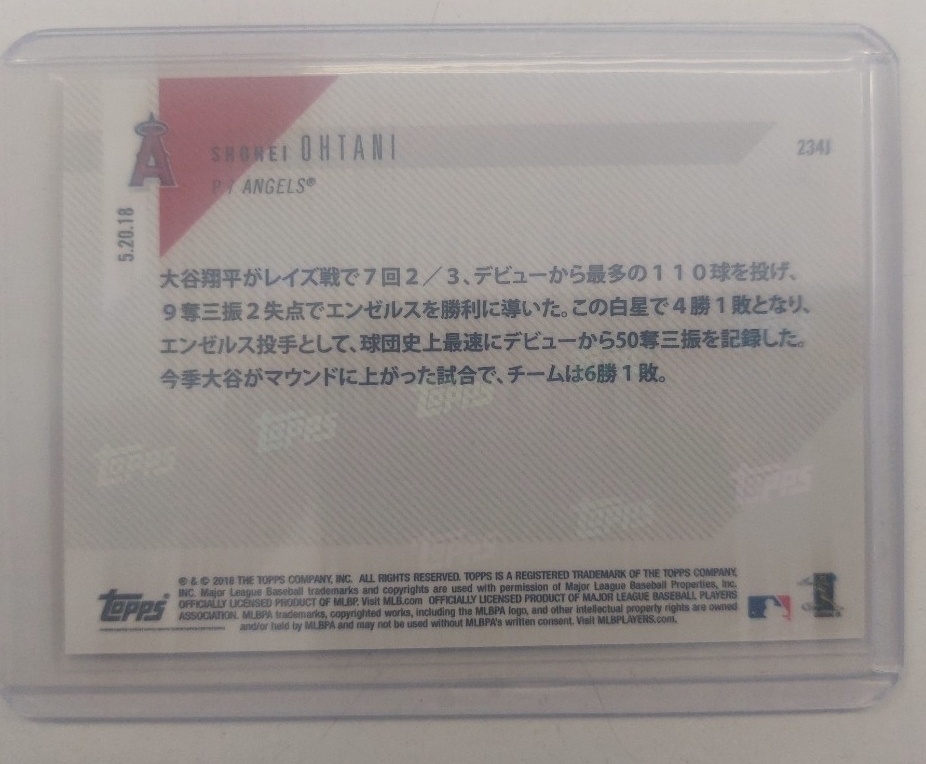 SHOHEI OHTANI
234J
P / ANGELS®
5.20.18
大谷翔平がレイズ戦で7回2／3、デビューから最多の１１０球を投げ、
９奪三振２失点でエンゼルスを勝利に導いた。この白星で４勝１敗となり、
エンゼルス投手として、球団史上最速にデビューから50奪三振を記録した。
今季大谷がマウンドに上がった試合で、チームは6勝１敗。
Topps
Topps
Topps
Topps
Topps
Topps
Topps
® & © 2018 THE TOPPS COMPANY, INC. ALL RIGHTS RESERVED. TOPPS IS A REGISTERED TRADEMARK OF THE TOPPS COMPANY,
INC. Major League Baseball trademarks and copyrights are used with permission of Major League Baseball Properties, Inc.
OFFICIALLY LICENSED PRODUCT OF MLBP. Visit MLB.com OFFICIALLY LICENSED PRODUCT OF MAJOR LEAGUE BASEBALL PLAYERS
ASSOCIATION. MLBPA trademarks, copyrighted works, including the MLBPA logo, and other intellectual property rights are owned
and/or held by MLBPA and may not be used without MLBPA's written consent. Visit MLBPLAYERS.com.